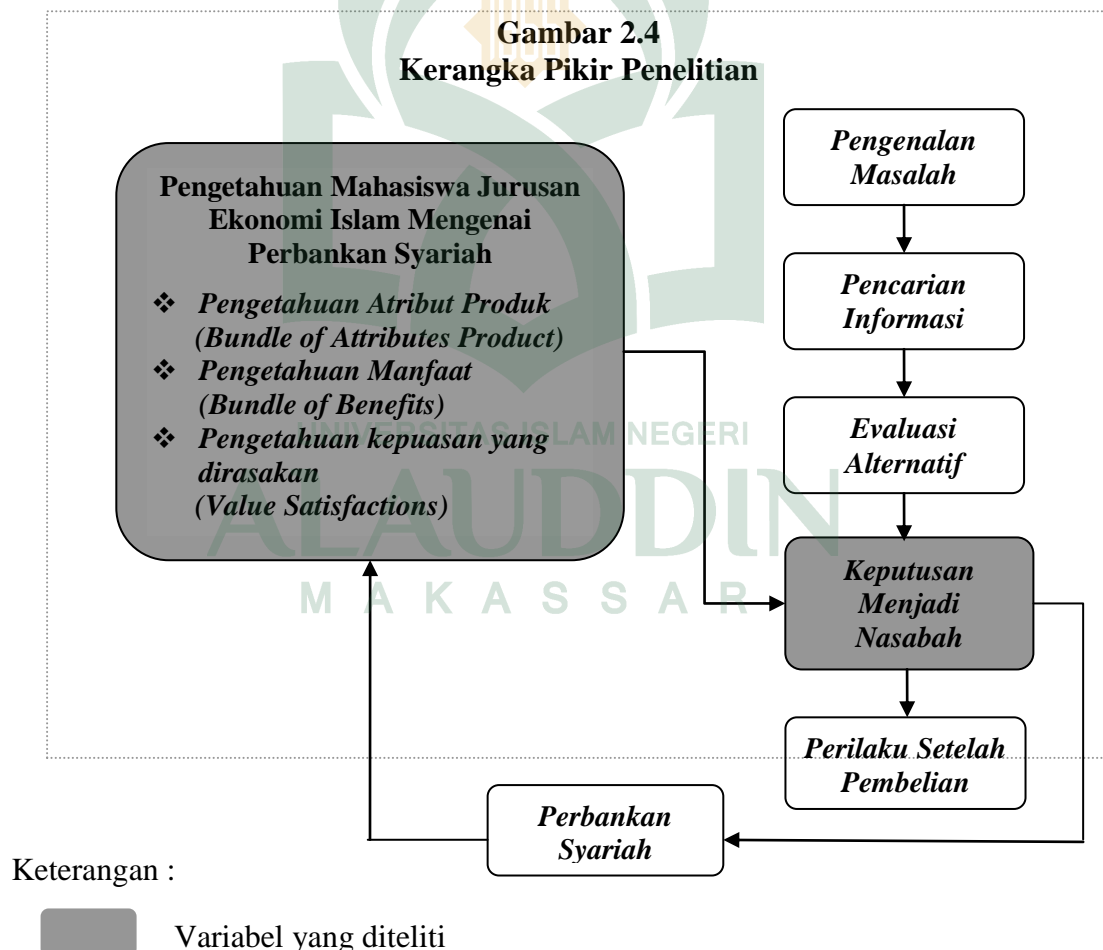 Gambar 2.4
Kerangka Pikir Penelitian
Pengetahuan Mahasiswa Jurusan
Ekonomi Islam Mengenai
Perbankan Syariah
❖ Pengetahuan Atribut Produk
(Bundle of Attributes Product)
❖ Pengetahuan Manfaat
(Bundle of Benefits)
❖ Pengetahuan kepuasan yang
dirasakan
(Value Satisfactions)
Pengenalan
Masalah
Pencarian
Informasi
Evaluasi
Alternatif
Keputusan
Menjadi
Nasabah
Perilaku Setelah
Pembelian
Perbankan
Syariah
UNIVERSITAS ISLAM NEGERI
ALAUDDIN
MAKASSAR
Keterangan :
Variabel yang diteliti